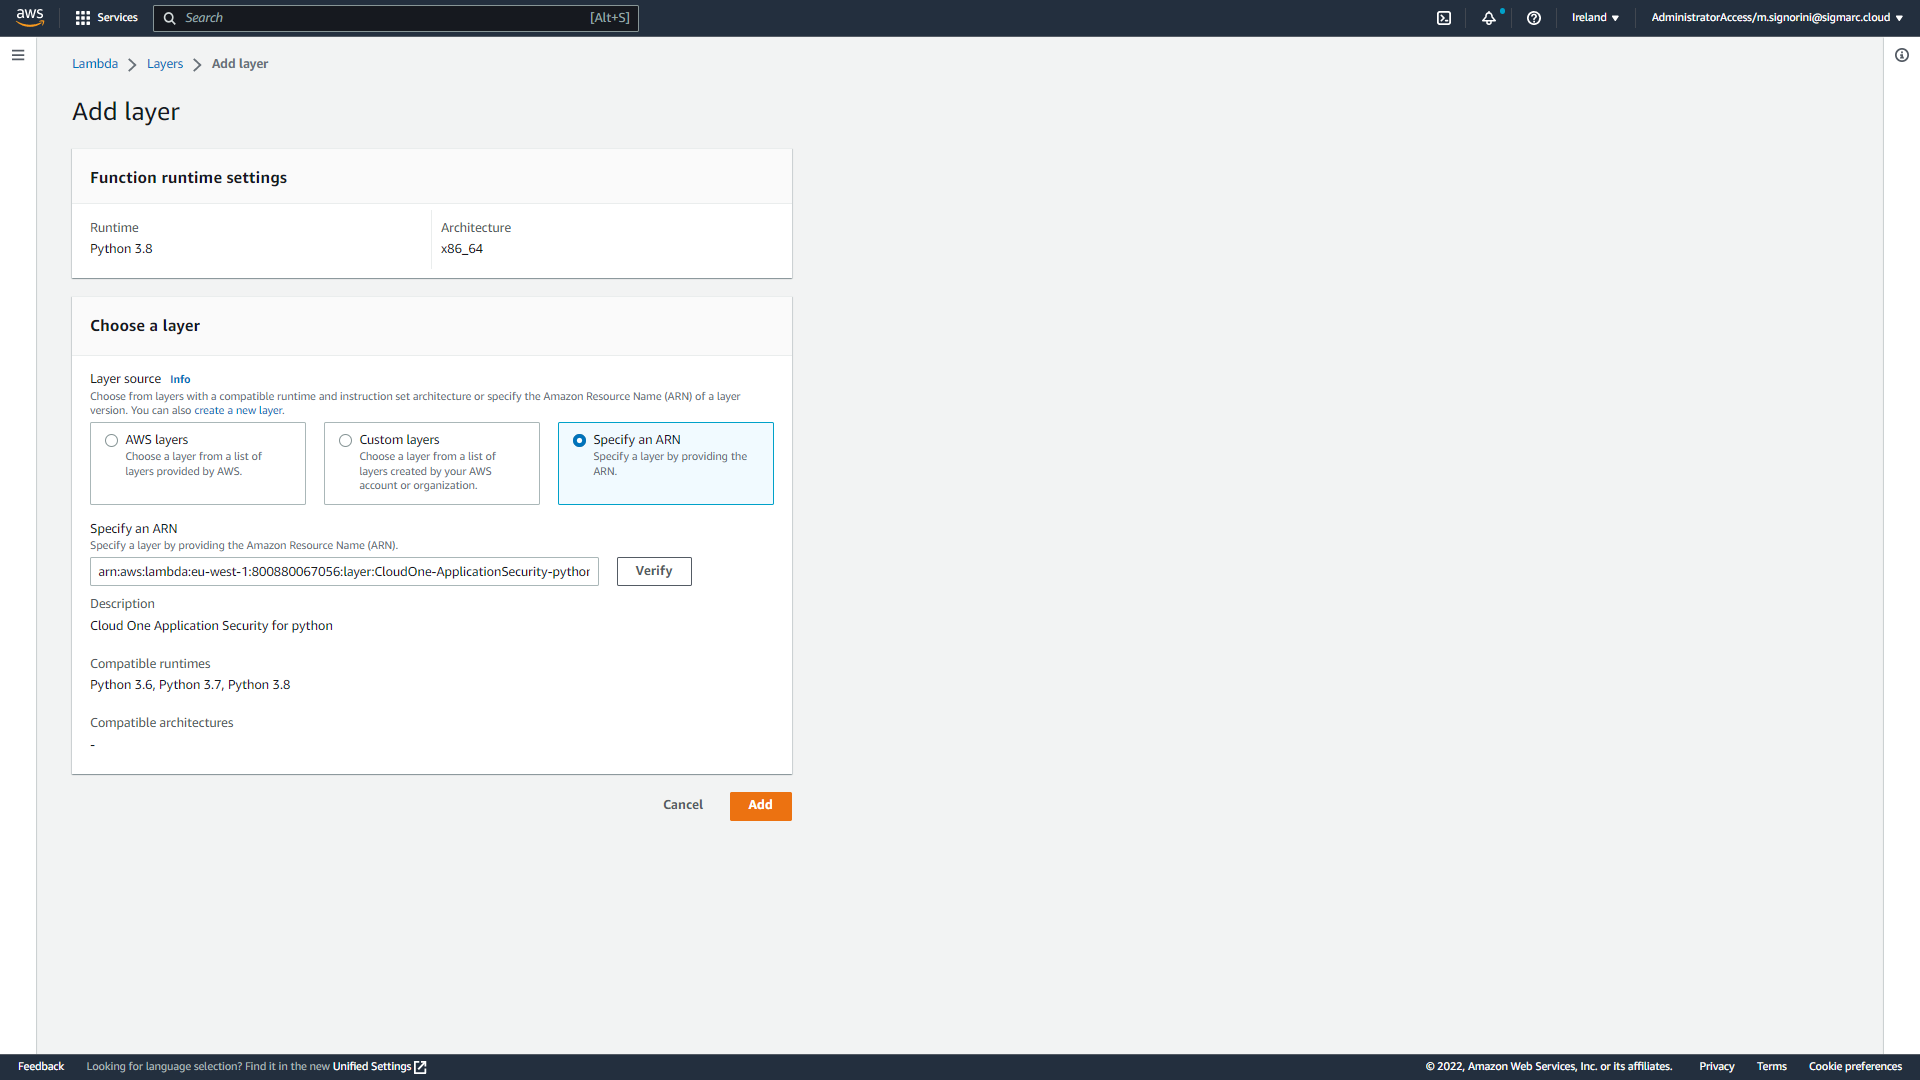 aws
Services
Search
[Alt+S]
Ireland
AdministratorAccess/m.signorini@sigmarc.cloud
Lambda
Layers
Add layer
Add layer
Function runtime settings
Runtime
Python 3.8
Architecture
x86_64
Choose a layer
Layer source Info
Choose from layers with a compatible runtime and instruction set architecture or specify the Amazon Resource Name (ARN) of a layer
version. You can also create a new layer.
AWS layers
Choose a layer from a list of
layers provided by AWS.
Custom layers
Choose a layer from a list of
layers created by your AWS
account or organization.
Specify an ARN
Specify a layer by providing the
ARN.
Specify an ARN
Specify a layer by providing the Amazon Resource Name (ARN).
arn:aws:lambda:eu-west-1:800880067056:layer:CloudOne-ApplicationSecurity-python
Verify
Description
Cloud One Application Security for python
Compatible runtimes
Python 3.6, Python 3.7, Python 3.8
Compatible architectures
-
Cancel
Add
Feedback
Looking for language selection? Find it in the new Unified Settings
© 2022, Amazon Web Services, Inc. or its affiliates.
Privacy
Terms
Cookie preferences